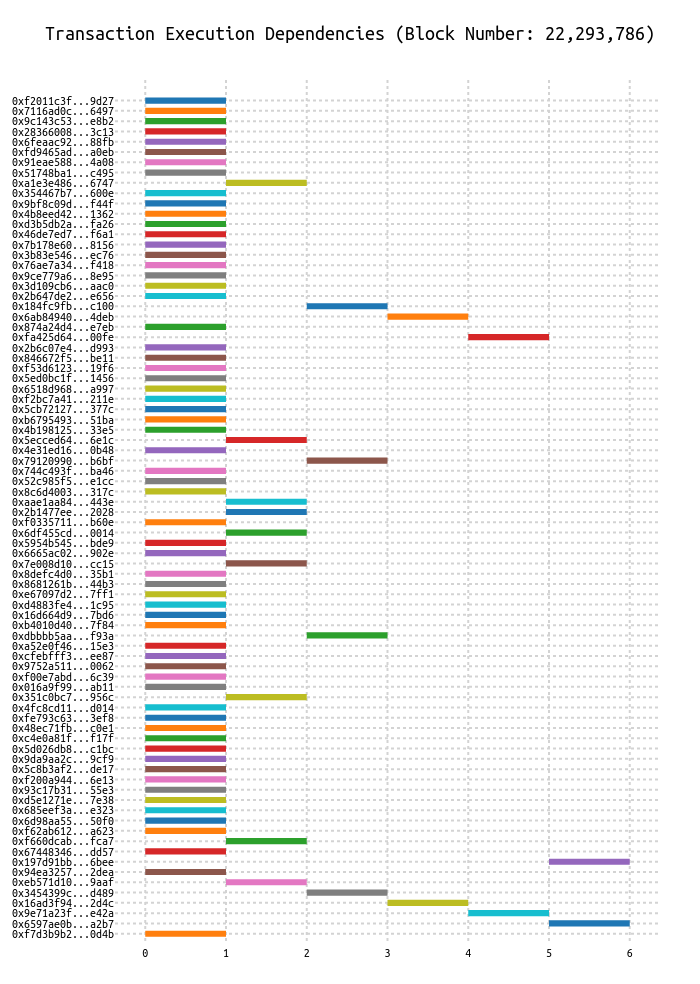 Transaction Execution Dependencies (Block Number: 22,293,786)
0xf2011c3f...9d27
0x7116ad0c...6497
0x9c143c53...e8b2
0x28366008...3c13
0x6feaac92...88fb
0xfd9465ad...a0eb
0x91eae588...4a08
0x51748ba1...c495
0xa1e3e486...6747
0x354467b7...600e
0x9bf8c09d...f44f
0x4b8eed42...1362
0xd3b5db2a...fa26
0x46de7ed7...f6a1
0x7b178e60...8156
0x3b83e546...ec76
0x76ae7a34...f418
0x9ce779a6...8e95
0x3d109cb6...aac0
0x2b647de2...e656
0x184fc9fb...c100
0x6ab84940...4deb
0x874a24d4...e7eb
0xfa425d64...00fe
0x2b6c07e4...d993
0x846672f5...be11
0xf53d6123...19f6
0x5ed0bc1f...1456
0x6518d968...a997
0xf2bc7a41...211e
0x5cb72127...377c
0xb6795493...51ba
0x4b198125...33e5
0x5ecced64...6e1c
0x4e31ed16...0b48
0x79120990...b6bf
0x744c493f...ba46
0x52c985f5...e1cc
0x8c6d4003...317c
0xaae1aa84...443e
0x2b1477ee...2028
0xf0335711...b60e
0x6df455cd...0014
0x5954b545...bde9
0x6665ac02...902e
0x7e008d10...cc15
0x8defc4d0...35b1
0x8681261b...44b3
0xe67097d2...7ff1
0xd4883fe4...1c95
0x16d664d9...7bd6
0xb4010d40...7f84
0xdbbbb5aa...f93a
0xa52e0f46...15e3
0xcfebfff3...ee87
0x9752a511...0062
0xf00e7abd...6c39
0x016a9f99...ab11
0x351c0bc7...956c
0x4fc8cd11...d014
0xfe793c63...3ef8
0x48ec71fb...c0e1
0xc4e0a81f...f17f
0x5d026db8...c1bc
0x9da9aa2c...9cf9
0x5c8b3af2...de17
0xf200a944...6e13
0x93c17b31...55e3
0xd5e1271e...7e38
0x685eef3a...e323
0x6d98aa55...50f0
0xf62ab612...a623
0xf660dcab...fca7
0x67448346...dd57
0x197d91bb...6bee
0x94ea3257...2dea
0xeb571d10...9aaf
0x3454399c...d489
0x16ad3f94...2d4c
0x9e71a23f...e42a
0x6597ae0b...a2b7
0xf7d3b9b2...0d4b
0 1 2 3 4 5 6